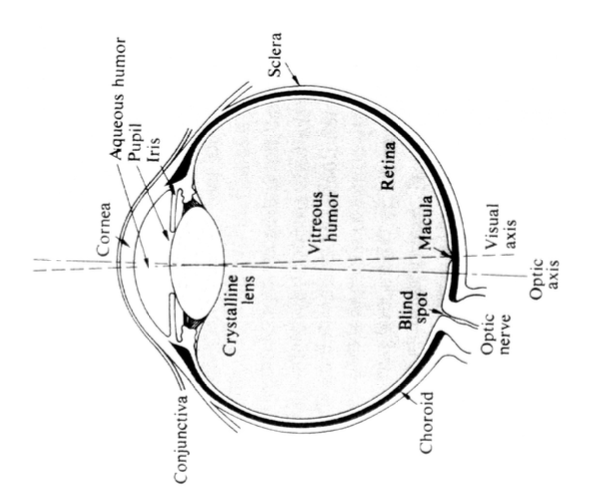 Cornea
Aqueous humor
Pupil
Iris
Sclera
Conjunctiva
Crystalline
lens
Vitreous
humor
Retina
Macula
Blind
spot
Choroid
Optic
nerve
Optic
axis
Visual
axis